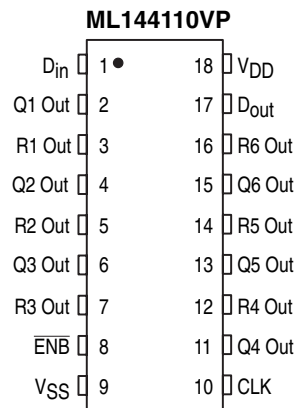 ML144110VP
Din 1 18 VDD
Q1 Out 2 17 Dout
R1 Out 3 16 R6 Out
Q2 Out 4 15 Q6 Out
R2 Out 5 14 R5 Out
Q3 Out 6 13 Q5 Out
R3 Out 7 12 R4 Out
E̅N̅B̅ 8 11 Q4 Out
VSS 9 10 CLK